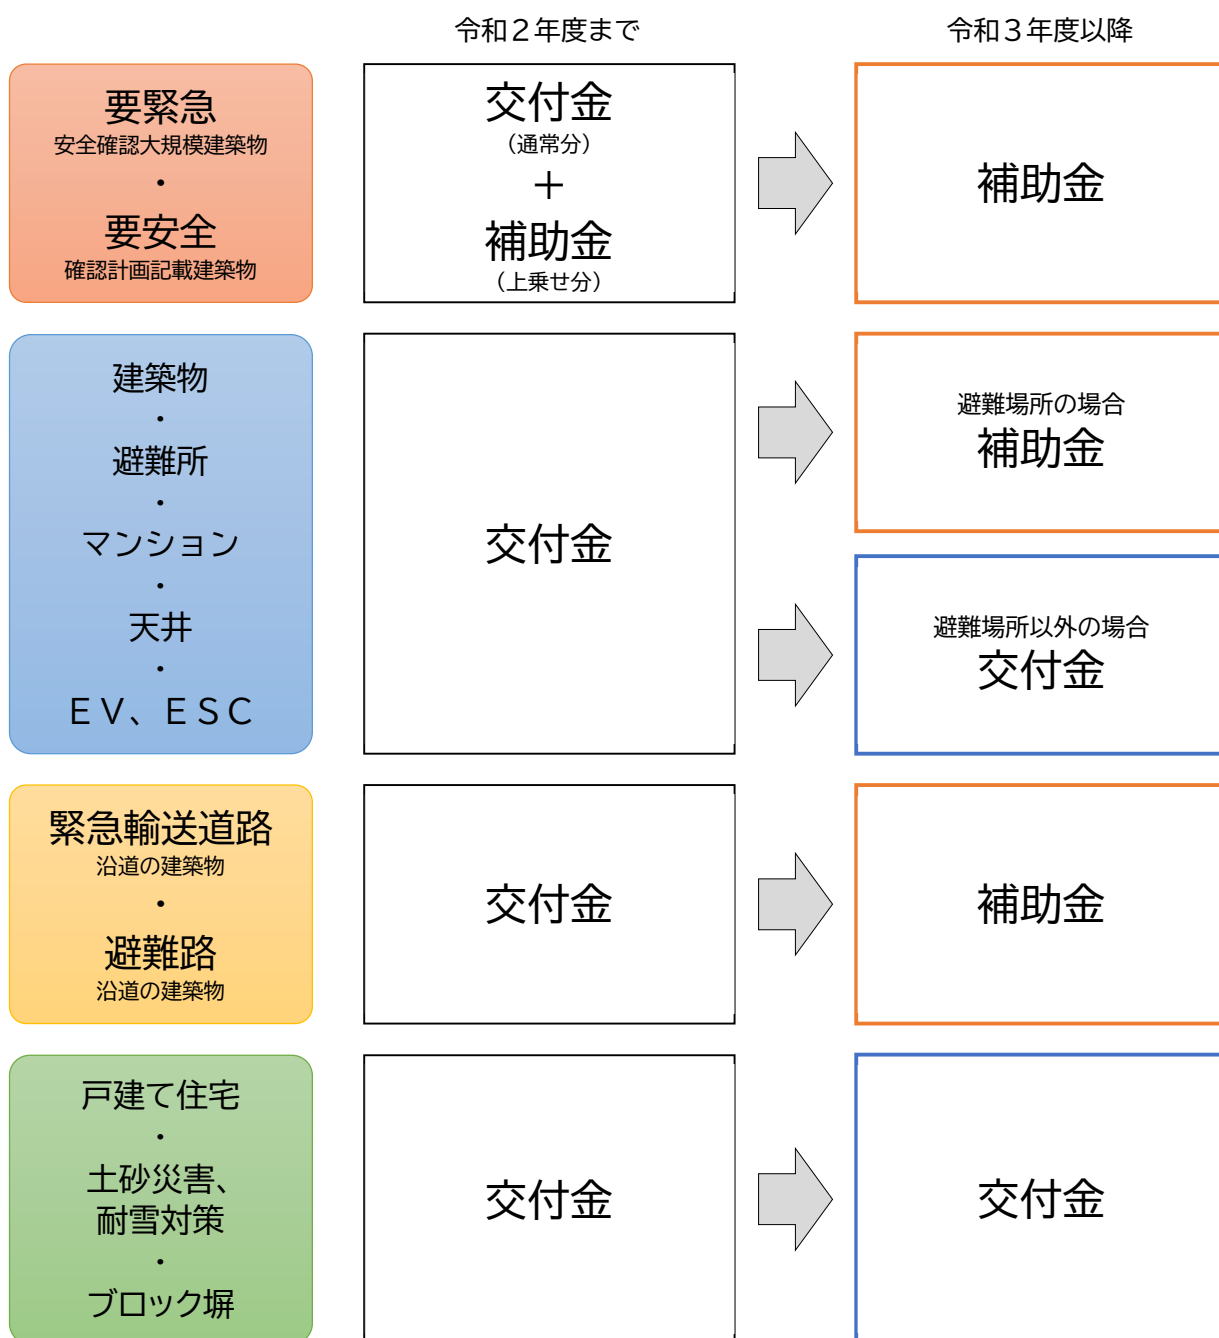 令和２年度まで
令和３年度以降
要緊急
安全確認大規模建築物
・
要安全
確認計画記載建築物
交付金
（通常分）
＋
補助金
（上乗せ分）
補助金
建築物
・
避難所
・
マンション
・
天井
・
ＥＶ、ＥＳＣ
交付金
避難場所の場合
補助金
避難場所以外の場合
交付金
緊急輸送道路
沿道の建築物
・
避難路
沿道の建築物
交付金
補助金
戸建て住宅
・
土砂災害、
耐雪対策
・
ブロック塀
交付金
交付金